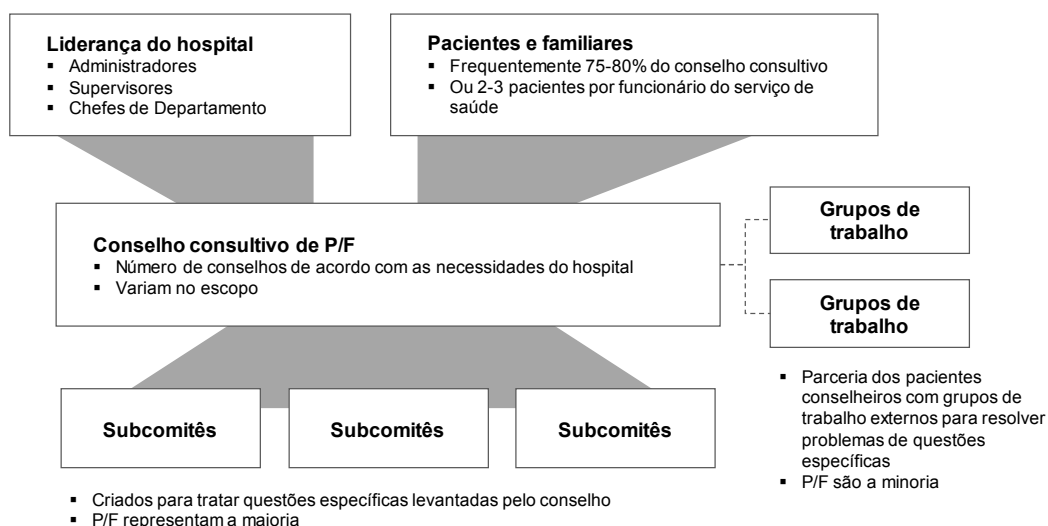 Liderança do hospital
▪ Administradores
▪ Supervisores
▪ Chefes de Departamento
Pacientes e familiares
▪ Frequentemente 75-80% do conselho consultivo
▪ Ou 2-3 pacientes por funcionário do serviço de
saúde
Conselho consultivo de P/F
▪ Número de conselhos de acordo com as necessidades do hospital
▪ Variam no escopo
Grupos de
trabalho
Grupos de
trabalho
▪ Parceria dos pacientes
conselheiros com grupos de
trabalho externos para resolver
problemas de questões
específicas
▪ P/F são a minoria
Subcomitês
Subcomitês
Subcomitês
▪ Criados para tratar questões específicas levantadas pelo conselho
▪ P/F representam a maioria